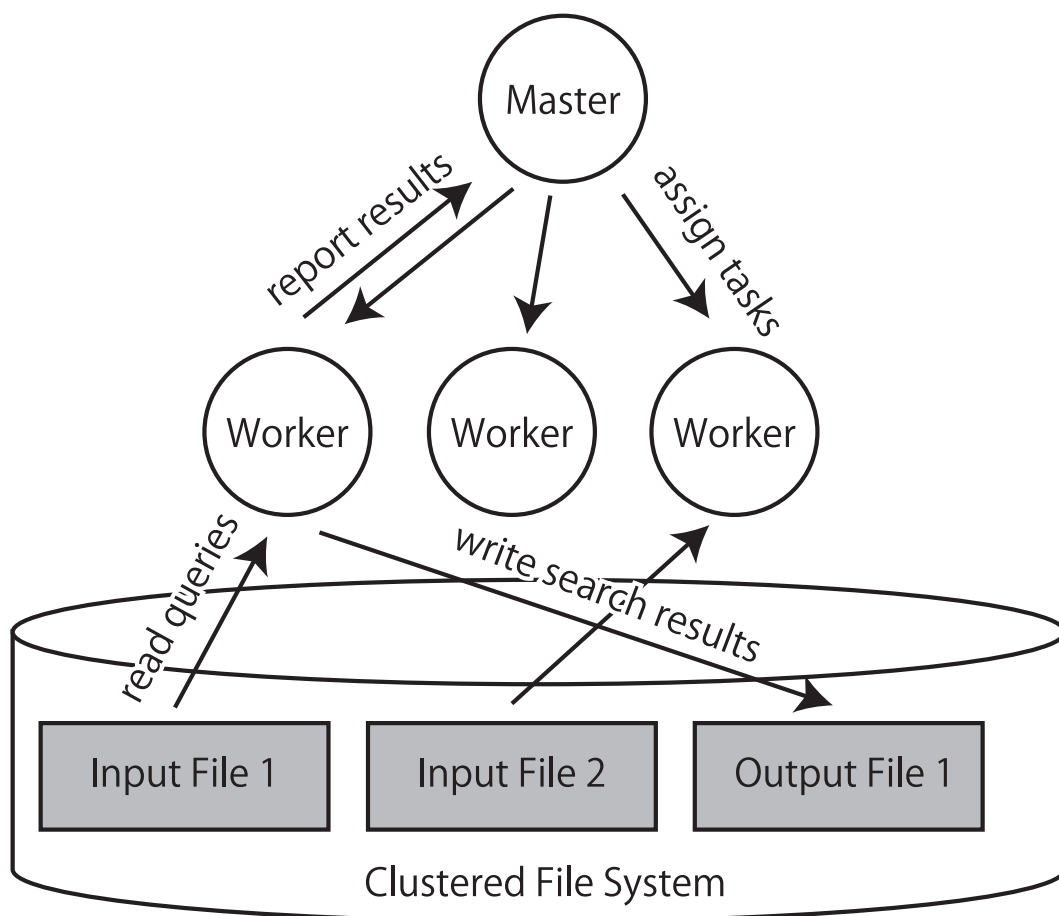 Master
report results
assign tasks
Worker
Worker
Worker
read queries
write search results
Input File 1
Input File 2
Output File 1
Clustered File System